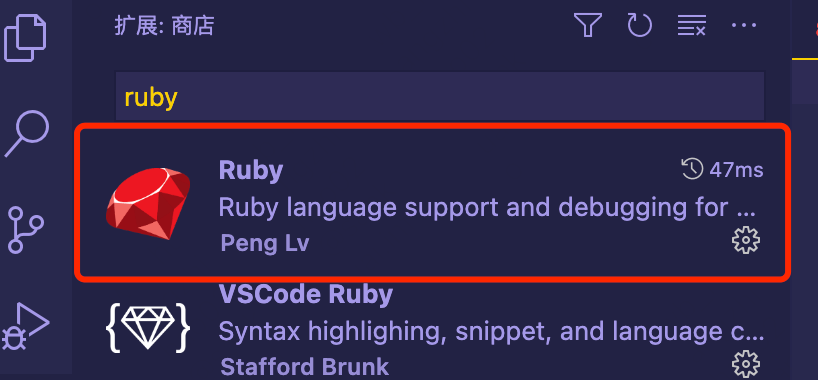 扩展: 商店
ruby
Ruby
47ms
Ruby language support and debugging for ...
Peng Lv
VSCode Ruby
Syntax highlighing, snippet, and language c...
Stafford Brunk